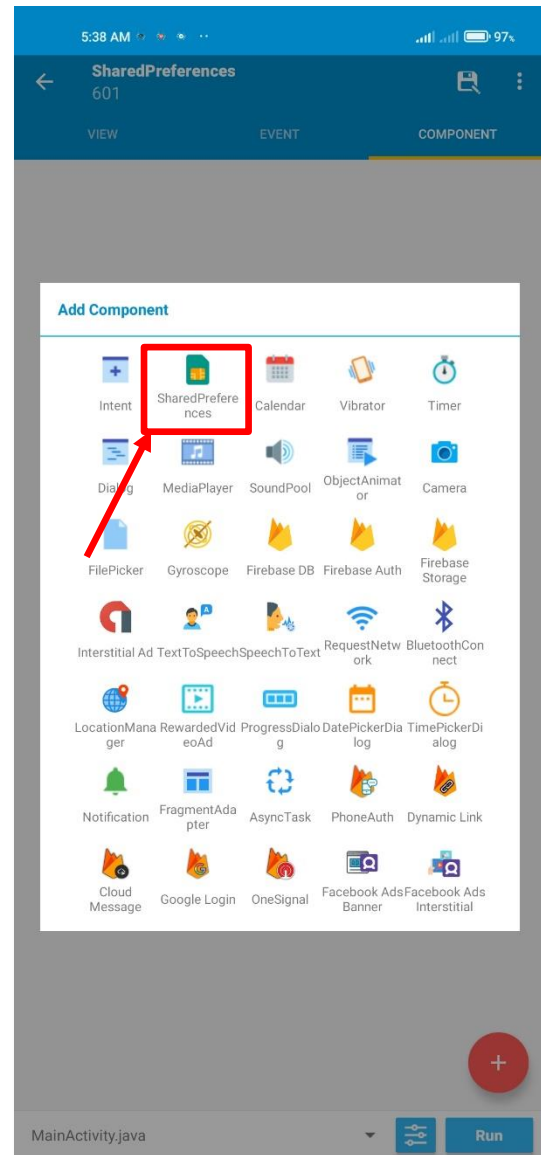 5:38 AM
97%
SharedPreferences
601
VIEW EVENT COMPONENT
Add Component
Intent
SharedPrefere
nces
Calendar
Vibrator
Timer
Dialog
MediaPlayer
SoundPool
ObjectAnimat
or
Camera
FilePicker
Gyroscope
Firebase DB
Firebase Auth
Firebase
Storage
Interstitial Ad
TextToSpeech
SpeechToText
RequestNetw
ork
BluetoothCon
nect
LocationMana
ger
RewardedVid
eoAd
ProgressDialo
g
DatePickerDia
log
TimePickerDi
alog
Notification
FragmentAda
pter
AsyncTask
PhoneAuth
Dynamic Link
Cloud
Message
Google Login
OneSignal
Facebook Ads
Banner
Facebook Ads
Interstitial
MainActivity.java
Run